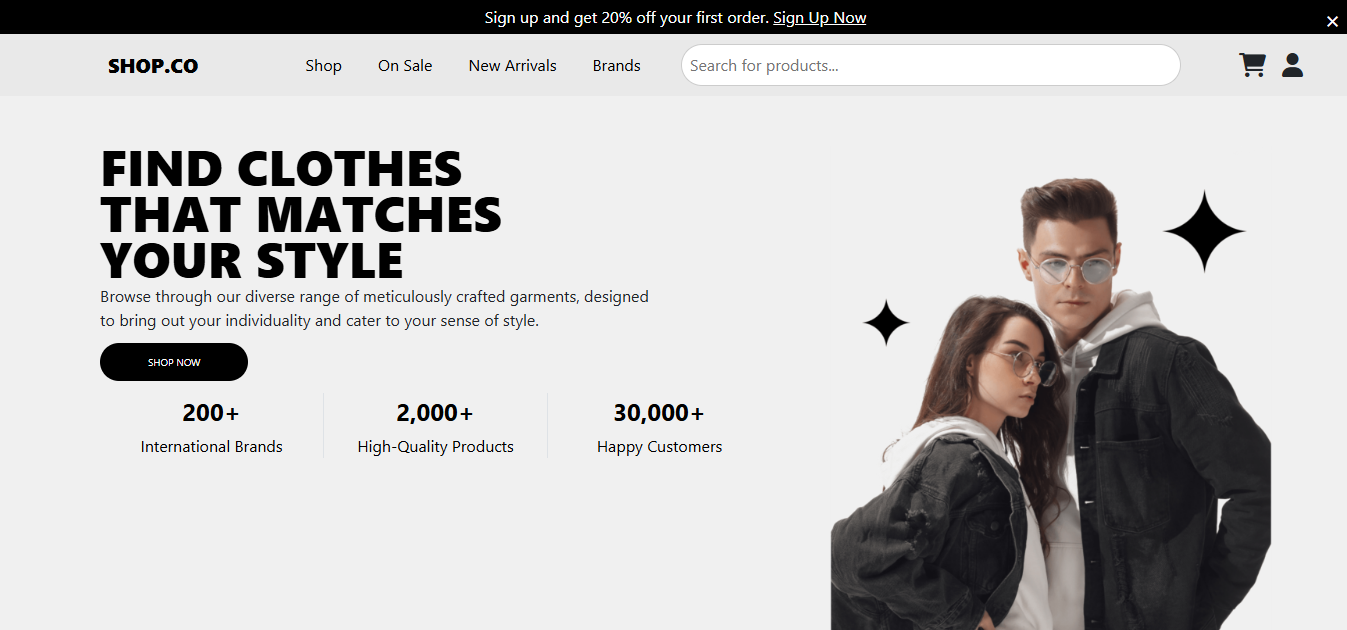 Sign up and get 20% off your first order. Sign Up Now
×
SHOP.CO
Shop
On Sale
New Arrivals
Brands
Search for products...
FIND CLOTHES
THAT MATCHES
YOUR STYLE
Browse through our diverse range of meticulously crafted garments, designed
to bring out your individuality and cater to your sense of style.
SHOP NOW
200+
International Brands
2,000+
High-Quality Products
30,000+
Happy Customers